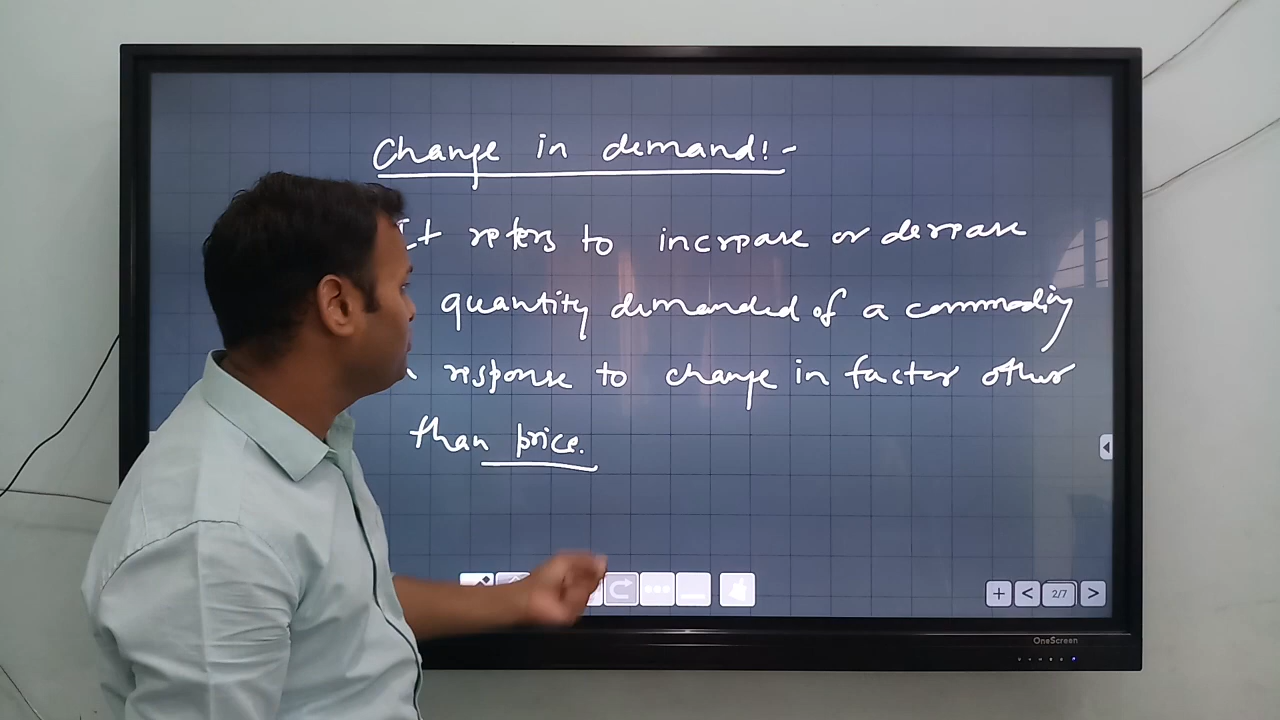 Change in demand:-
It refers to increase or decrease
quantity demanded of a commodity
response to change in factor other
than price.
2/7
OneScreen